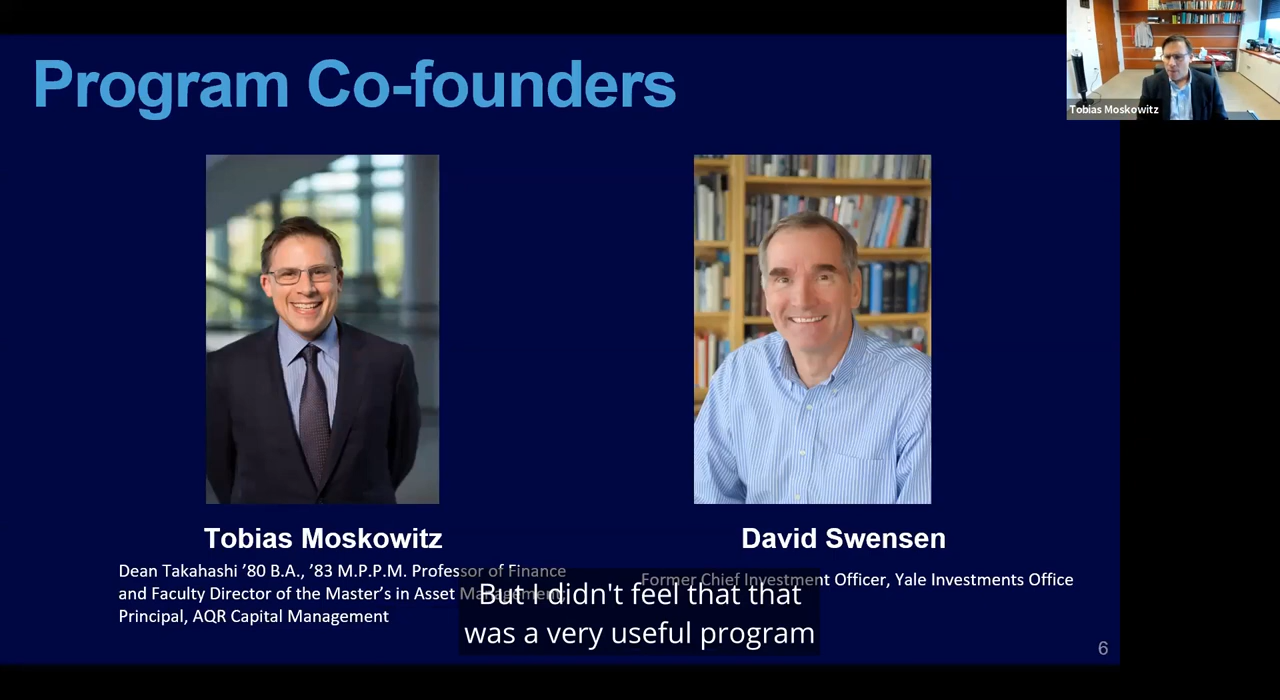 Program Co-founders
Tobias Moskowitz
Tobias Moskowitz
David Swensen
Dean Takahashi ’80 B.A., ’83 M.P.P.M. Professor of Finance
and Faculty Director of the Master’s in Asset Management;
Principal, AQR Capital Management
Former Chief Investment Officer, Yale Investments Office
But I didn't feel that that
was a very useful program
6